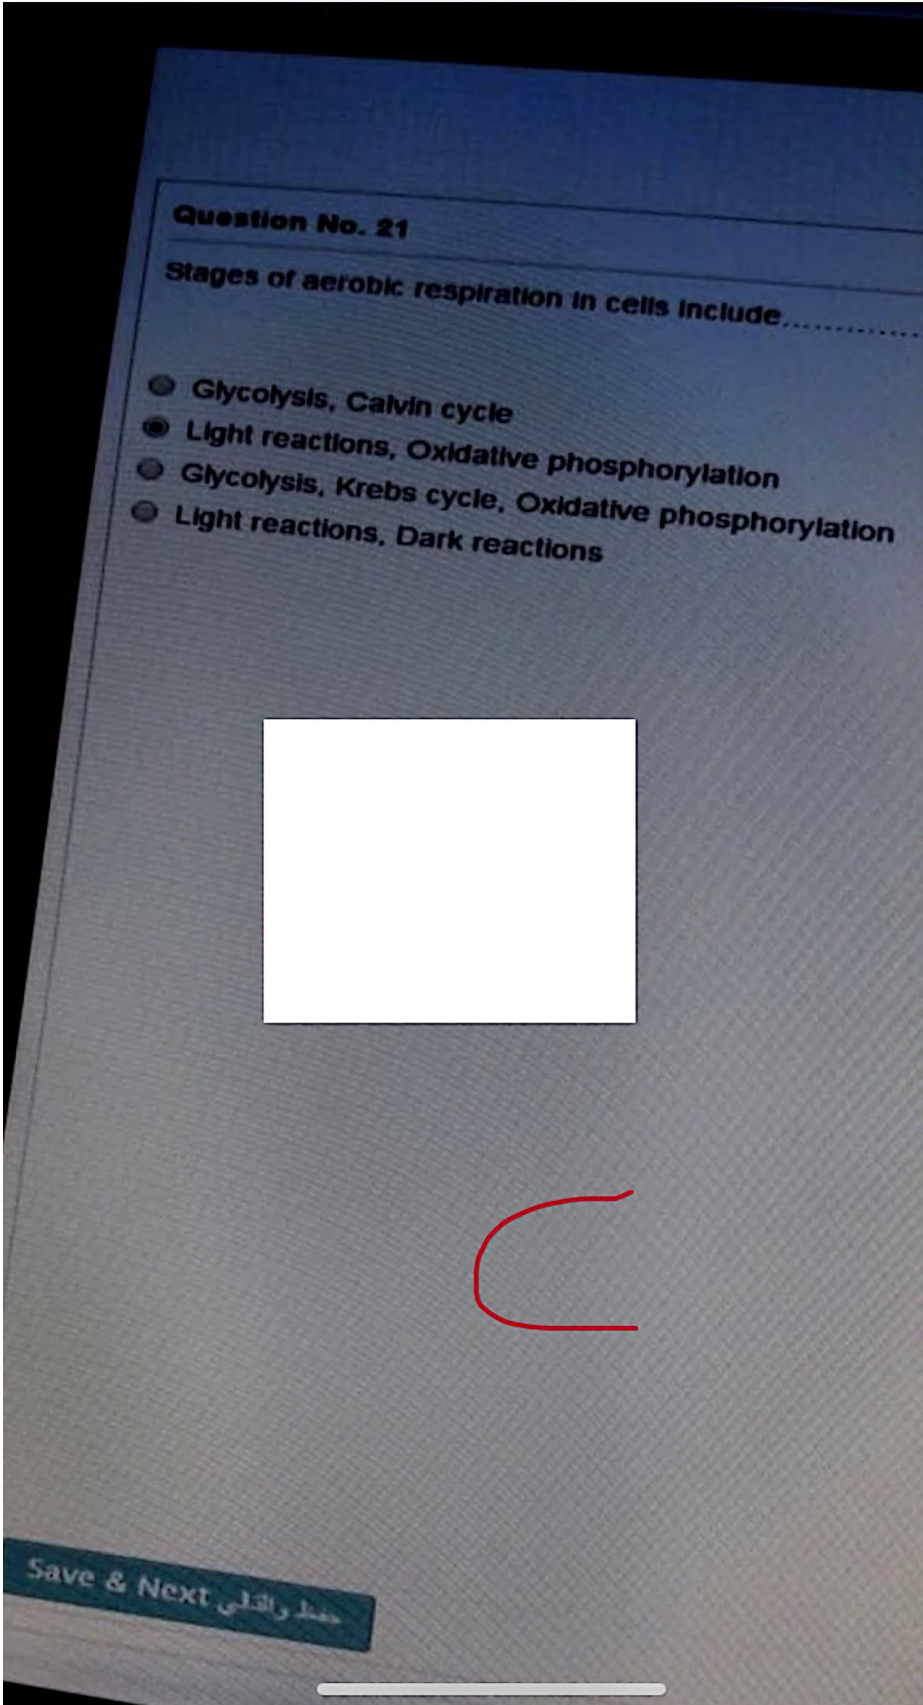 Question No. 21
Stages of aerobic respiration in cells include..............
Glycolysis, Calvin cycle
Light reactions, Oxidative phosphorylation
Glycolysis, Krebs cycle, Oxidative phosphorylation
Light reactions, Dark reactions
Save & Next حفظ والتالي